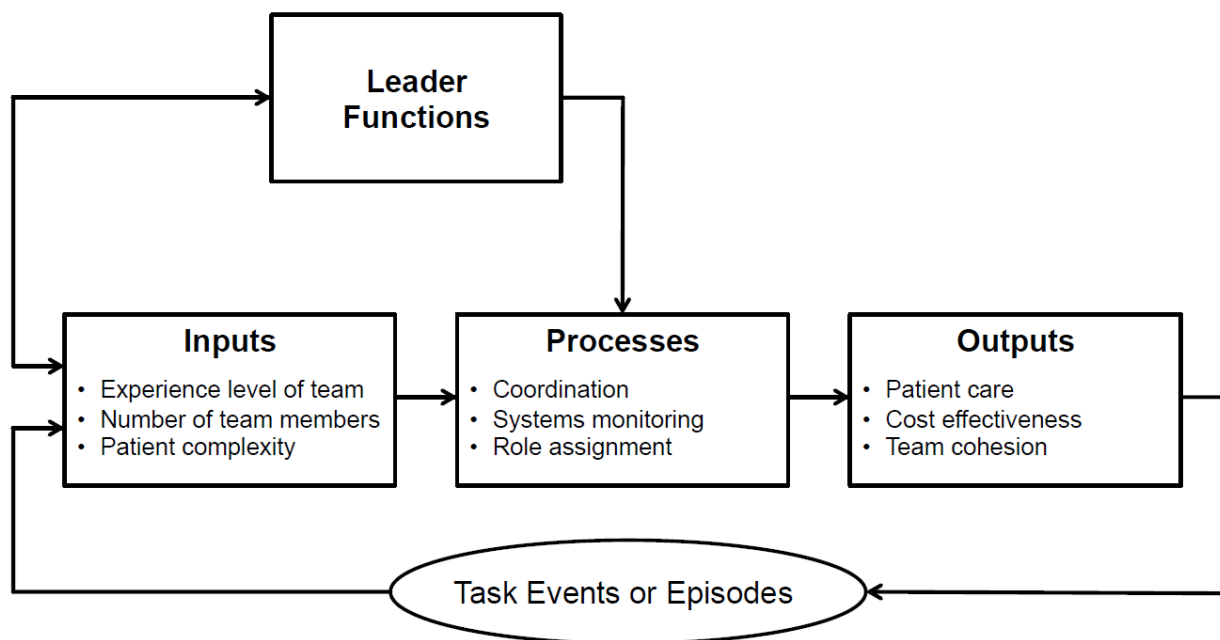 Leader
Functions
Inputs
• Experience level of team
• Number of team members
• Patient complexity
Processes
• Coordination
• Systems monitoring
• Role assignment
Outputs
• Patient care
• Cost effectiveness
• Team cohesion
Task Events or Episodes